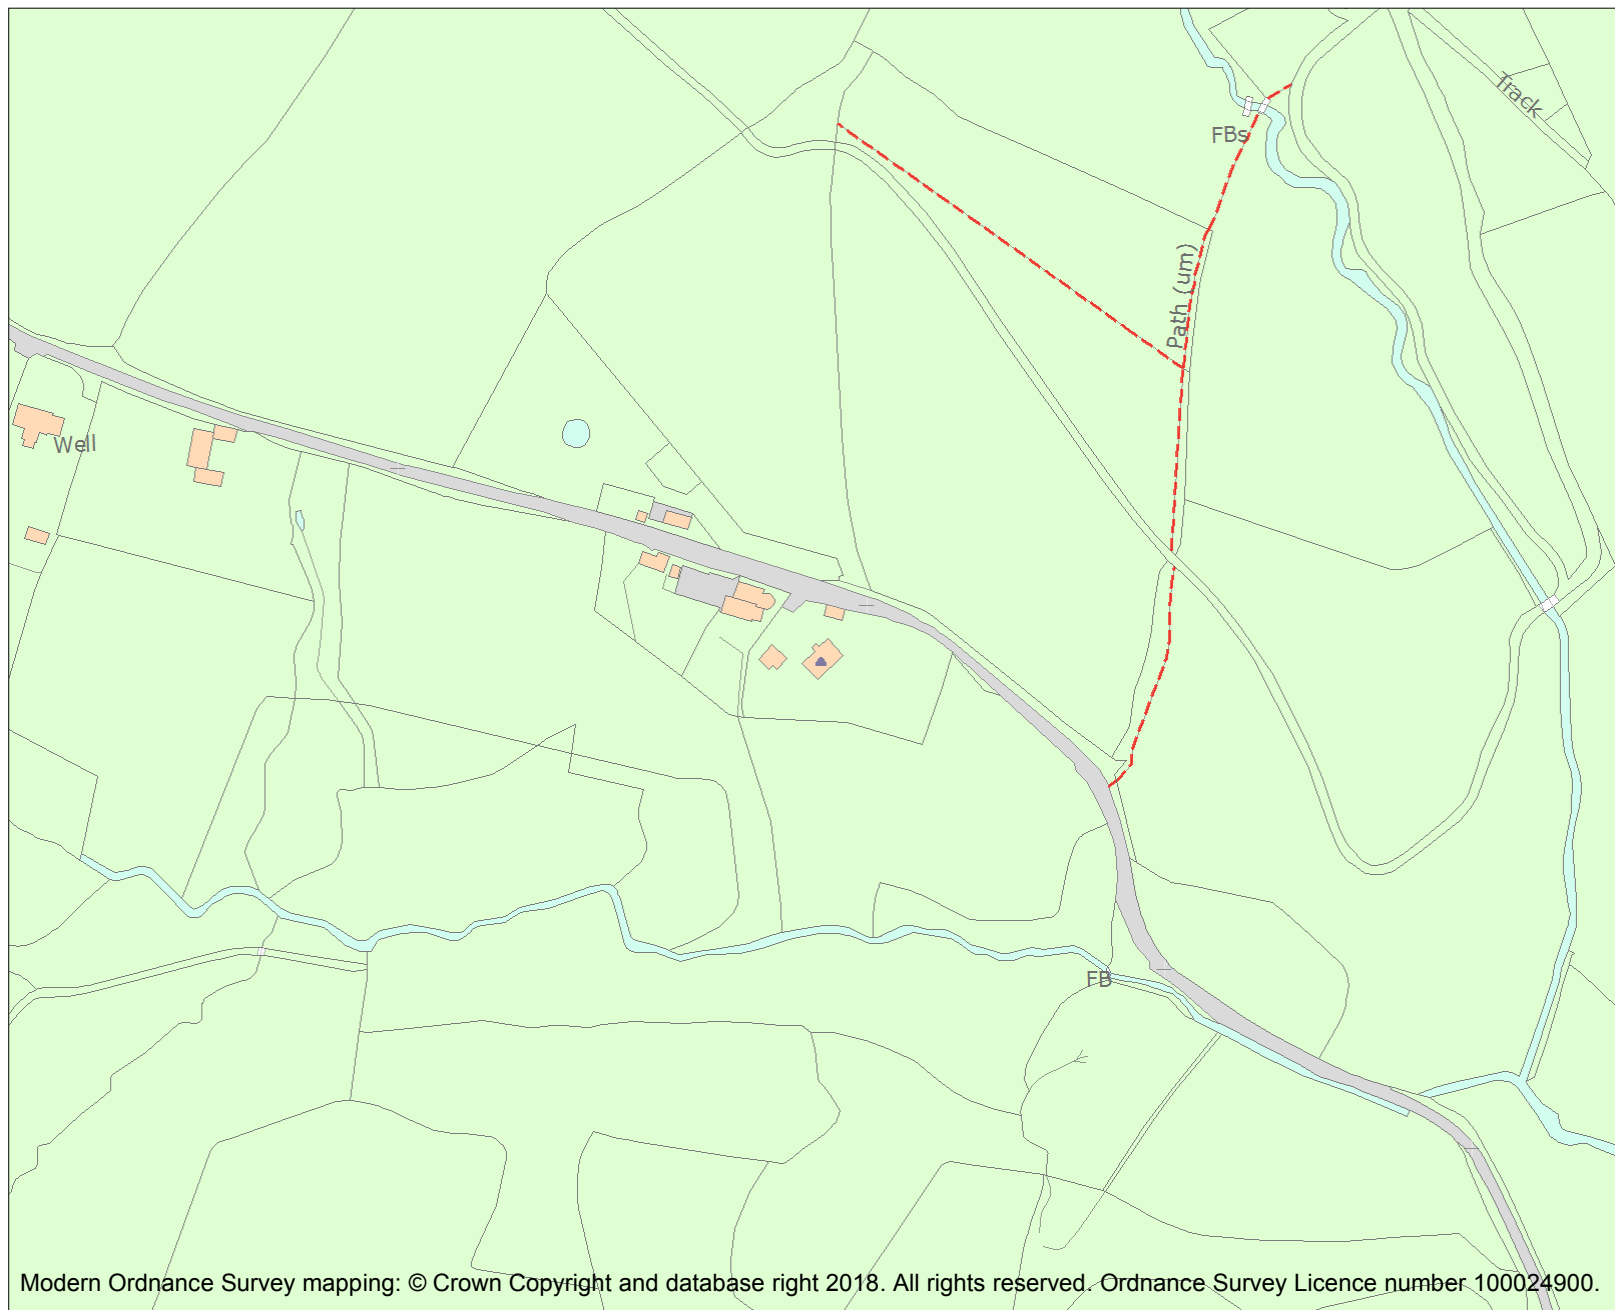 Track
FBs
Path (um)
Well
FB
Modern Ordnance Survey mapping: © Crown Copyright and database right 2018. All rights reserved. Ordnance Survey Licence number 100024900.